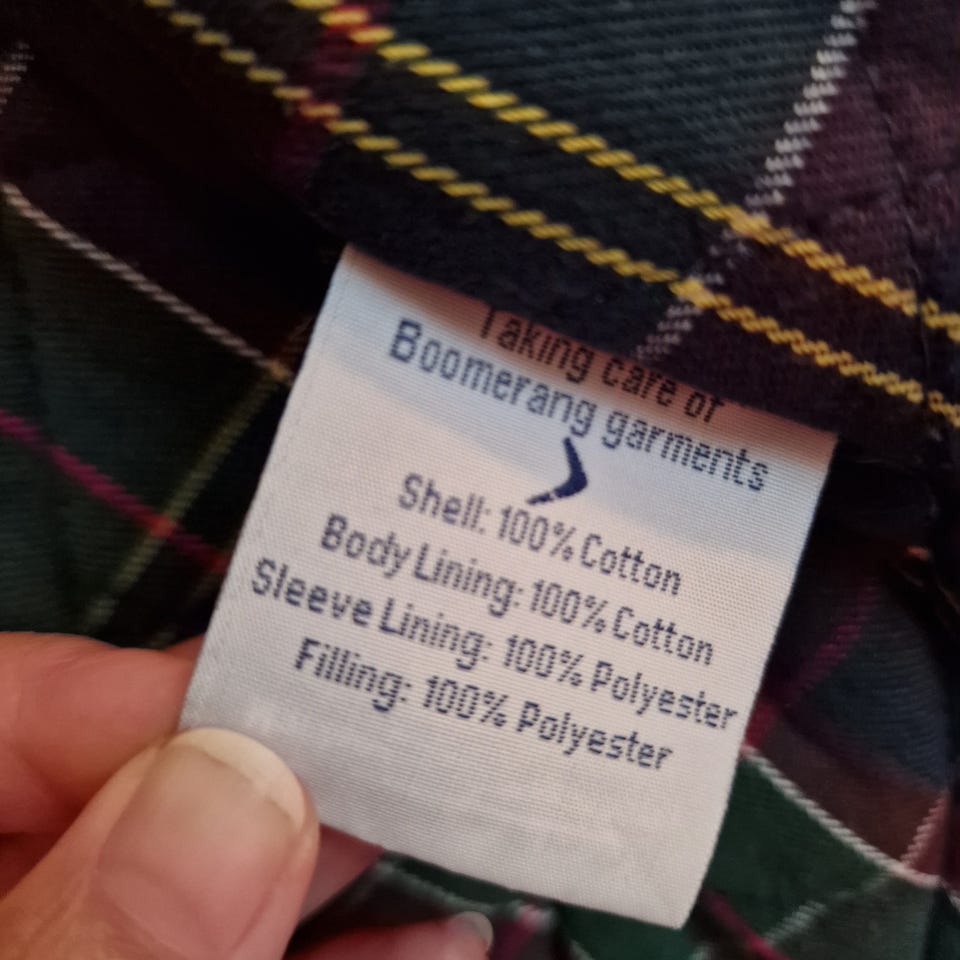 Taking care of
Boomerang garments
Shell: 100% Cotton
Body Lining: 100% Cotton
Sleeve Lining: 100% Polyester
Filling: 100% Polyester